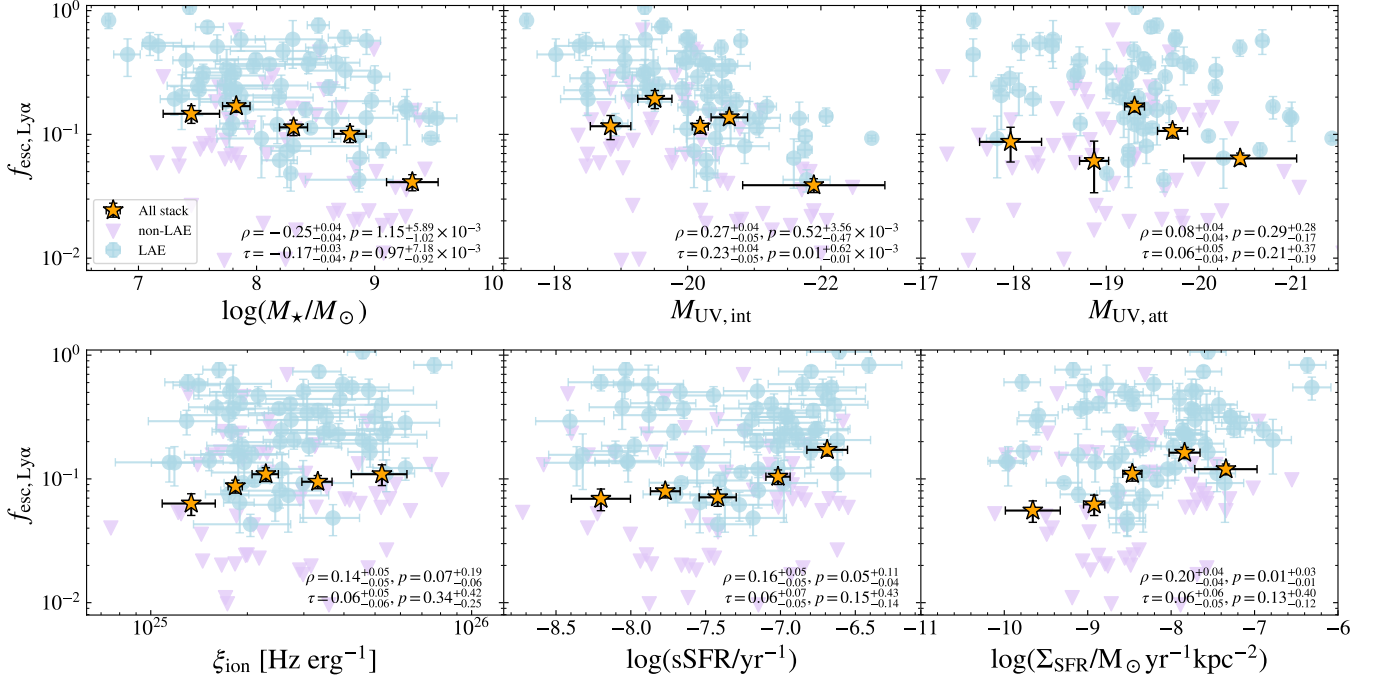 10⁰
10⁻¹
10⁻²
f_esc,Lyα
All stack
non-LAE
LAE
ρ = −0.25^{+0.04}_{−0.04}, p = 1.15^{+5.89}_{−1.02} × 10⁻³
τ = −0.17^{+0.03}_{−0.04}, p = 0.97^{+7.18}_{−0.92} × 10⁻³
7 8 9 10
log(M⋆/M⊙)
ρ = 0.27^{+0.04}_{−0.05}, p = 0.52^{+3.56}_{−0.47} × 10⁻³
τ = 0.23^{+0.04}_{−0.05}, p = 0.01^{+0.62}_{−0.01} × 10⁻³
−18 −20 −22
M_UV, int
ρ = 0.08^{+0.04}_{−0.04}, p = 0.29^{+0.28}_{−0.17}
τ = 0.06^{+0.05}_{−0.04}, p = 0.21^{+0.37}_{−0.19}
−17 −18 −19 −20 −21
M_UV, att
10⁰
10⁻¹
10⁻²
f_esc,Lyα
ρ = 0.14^{+0.05}_{−0.05}, p = 0.07^{+0.19}_{−0.06}
τ = 0.06^{+0.05}_{−0.06}, p = 0.34^{+0.42}_{−0.25}
10²⁵ 10²⁶
ξ_ion [Hz erg⁻¹]
ρ = 0.16^{+0.05}_{−0.05}, p = 0.05^{+0.11}_{−0.04}
τ = 0.06^{+0.07}_{−0.05}, p = 0.15^{+0.43}_{−0.14}
−8.5 −8.0 −7.5 −7.0 −6.5
log(sSFR/yr⁻¹)
ρ = 0.20^{+0.04}_{−0.04}, p = 0.01^{+0.03}_{−0.01}
τ = 0.06^{+0.06}_{−0.05}, p = 0.13^{+0.40}_{−0.12}
−11 −10 −9 −8 −7 −6
log(Σ_SFR/M⊙ yr⁻¹kpc⁻²)